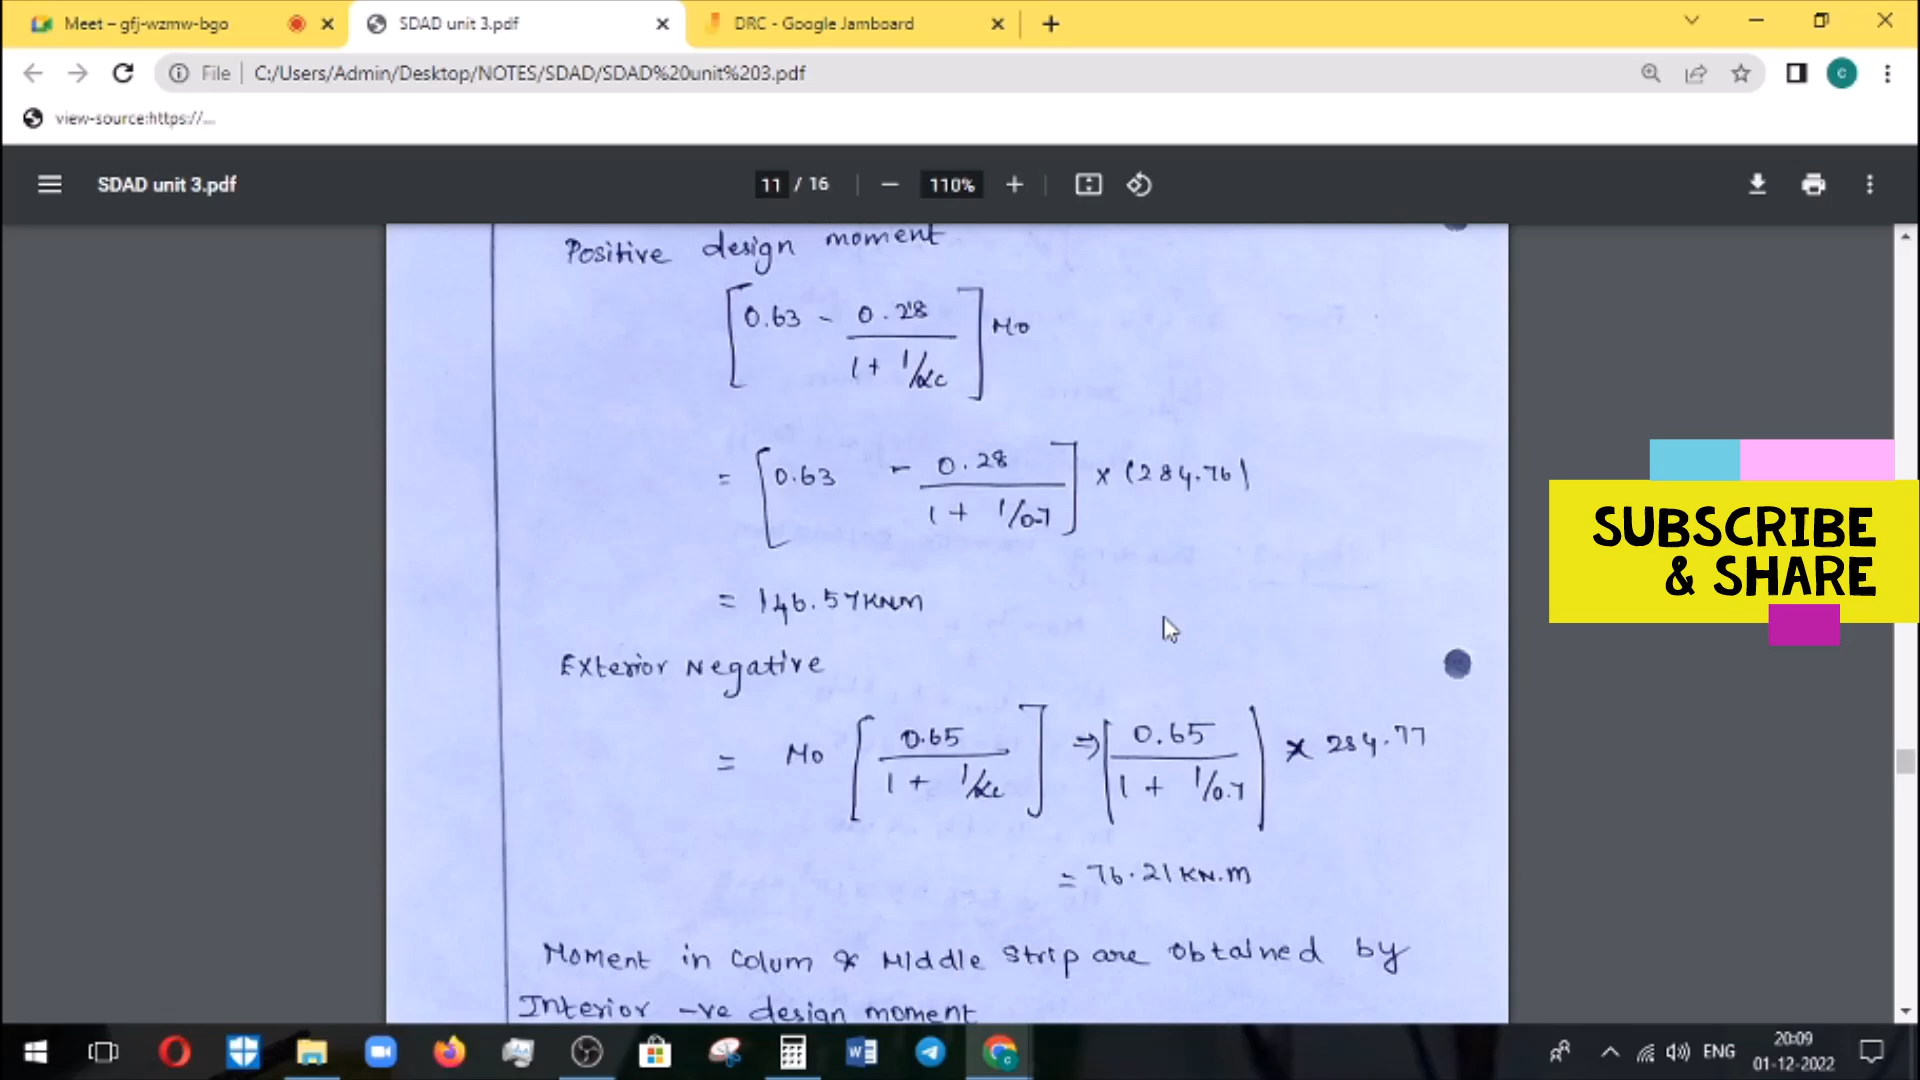 Meet – gfj-wzmw-bgo
SDAD unit 3.pdf
DRC - Google Jamboard
File
C:/Users/Admin/Desktop/NOTES/SDAD/SDAD%20unit%203.pdf
c
view-source:https://...
SDAD unit 3.pdf
11 / 16
110%
Positive design moment
[0.63 - 0.28 / (1 + 1/αc)] Mo
= [0.63 - 0.28 / (1 + 1/0.7)] x (284.76)
= 146.57 KNm
SUBSCRIBE
& SHARE
Exterior Negative
= Mo [0.65 / (1 + 1/αc)] ⇒ [0.65 / (1 + 1/0.7)] x 284.77
= 76.21 KN.m
Moment in Colum & Middle Strip are obtained by
Interior -ve design moment
ENG
20:09
01-12-2022